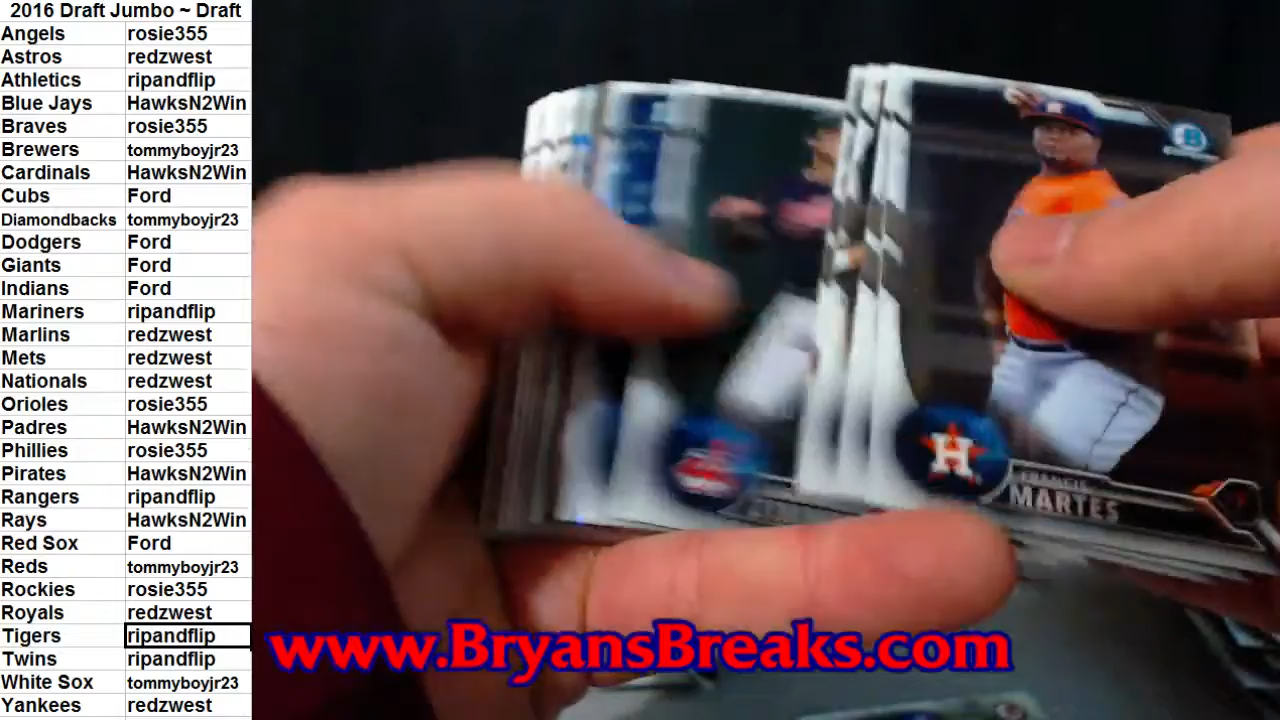 2016 Draft Jumbo ~ Draft
Angels rosie355
Astros redzwest
Athletics ripandflip
Blue Jays HawksN2Win
Braves rosie355
Brewers tommyboyjr23
Cardinals HawksN2Win
Cubs Ford
Diamondbacks tommyboyjr23
Dodgers Ford
Giants Ford
Indians Ford
Mariners ripandflip
Marlins redzwest
Mets redzwest
Nationals redzwest
Orioles rosie355
Padres HawksN2Win
Phillies rosie355
Pirates HawksN2Win
Rangers ripandflip
Rays HawksN2Win
Red Sox Ford
Reds tommyboyjr23
Rockies rosie355
Royals redzwest
Tigers ripandflip
Twins ripandflip
White Sox tommyboyjr23
Yankees redzwest
B
H
FRANCIS
MARTES
www.BryansBreaks.com